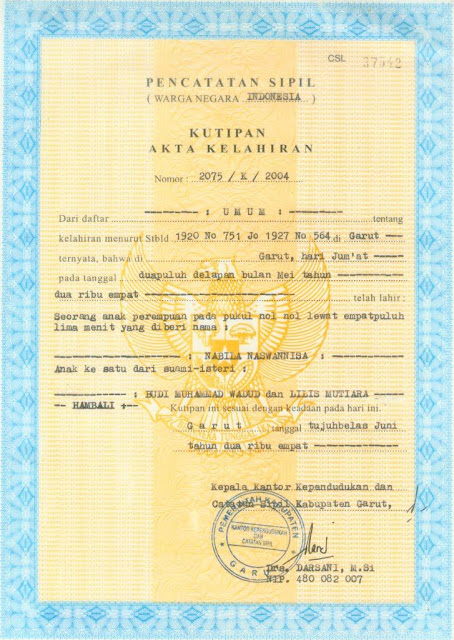 CSL. 37542
PENCATATAN SIPIL
( WARGA NEGARA INDONESIA )
KUTIPAN
AKTA KELAHIRAN
Nomor : 2075 / K / 2004
Dari daftar : U M U M : tentang
kelahiran menurut Stbld 1920 No 751 Jo 1927 No 564 di Garut
ternyata, bahwa di Garut, hari Jum'at
pada tanggal duapuluh delapan bulan Mei tahun
dua ribu empat telah lahir :
Seorang anak perempuan pada pukul nol nol lewat empatpuluh
lima menit yang diberi nama :
: NABILA NASWANNISA :
Anak ke satu dari suami-isteri :
: BUDI MUHAMMAD WADUD dan LILIS MUTIARA
HAMBALI : Kutipan ini sesuai dengan keadaan pada hari ini.
G a r u t , tanggal tujuhbelas Juni
tahun dua ribu empat
Kepala Kantor Kependudukan dan
Catatan Sipil Kabupaten Garut,
PEMERINTAH KABUPATEN
KANTOR KEPENDUDUKAN
DAN
CATATAN SIPIL
GARUT
Drs. DARSANI, M.Si
NIP. 480 082 007